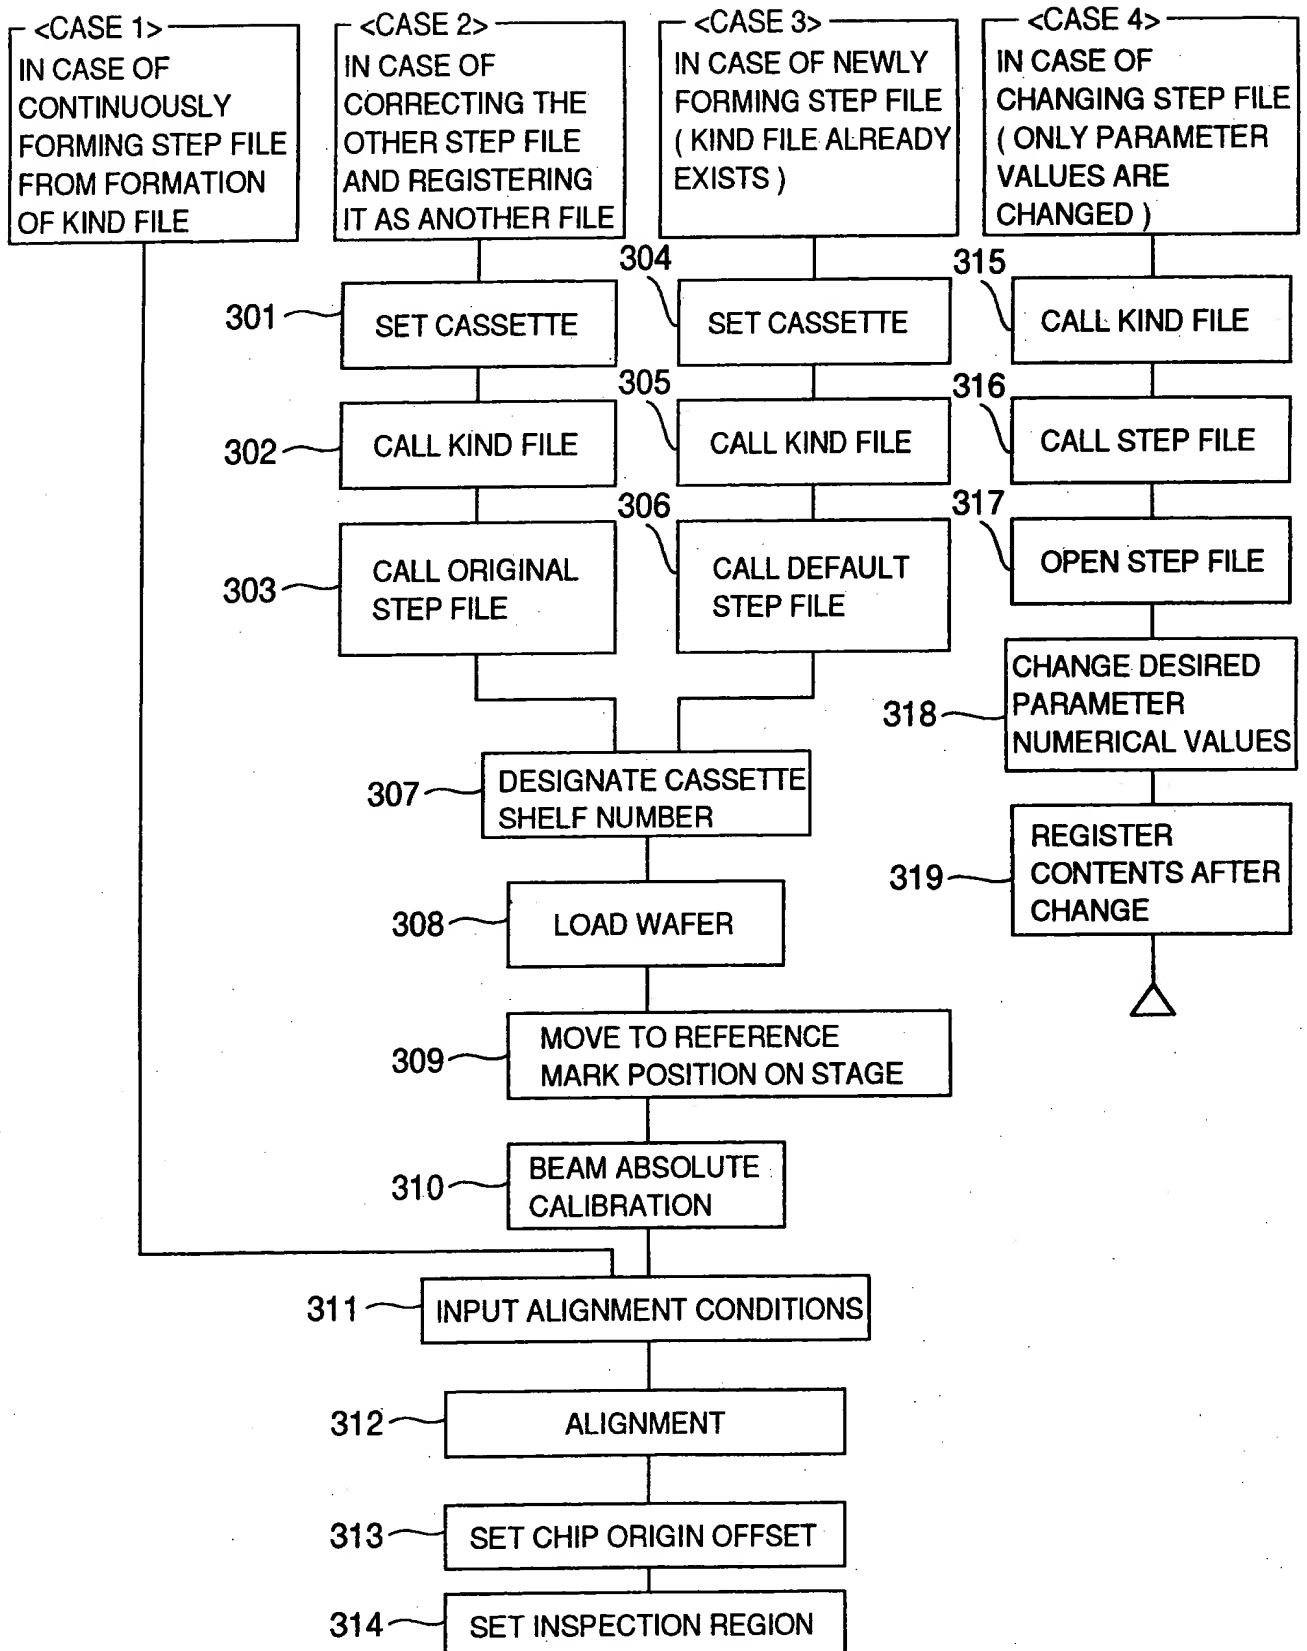 <CASE 1>
IN CASE OF
CONTINUOUSLY
FORMING STEP FILE
FROM FORMATION
OF KIND FILE
<CASE 2>
IN CASE OF
CORRECTING THE
OTHER STEP FILE
AND REGISTERING
IT AS ANOTHER FILE
<CASE 3>
IN CASE OF NEWLY
FORMING STEP FILE
( KIND FILE ALREADY
EXISTS )
<CASE 4>
IN CASE OF
CHANGING STEP FILE
( ONLY PARAMETER
VALUES ARE
CHANGED )
301
SET CASSETTE
302
CALL KIND FILE
303
CALL ORIGINAL
STEP FILE
304
SET CASSETTE
305
CALL KIND FILE
306
CALL DEFAULT
STEP FILE
315
CALL KIND FILE
316
CALL STEP FILE
317
OPEN STEP FILE
318
CHANGE DESIRED
PARAMETER
NUMERICAL VALUES
319
REGISTER
CONTENTS AFTER
CHANGE
307
DESIGNATE CASSETTE
SHELF NUMBER
308
LOAD WAFER
309
MOVE TO REFERENCE
MARK POSITION ON STAGE
310
BEAM ABSOLUTE
CALIBRATION
311
INPUT ALIGNMENT CONDITIONS
312
ALIGNMENT
313
SET CHIP ORIGIN OFFSET
314
SET INSPECTION REGION